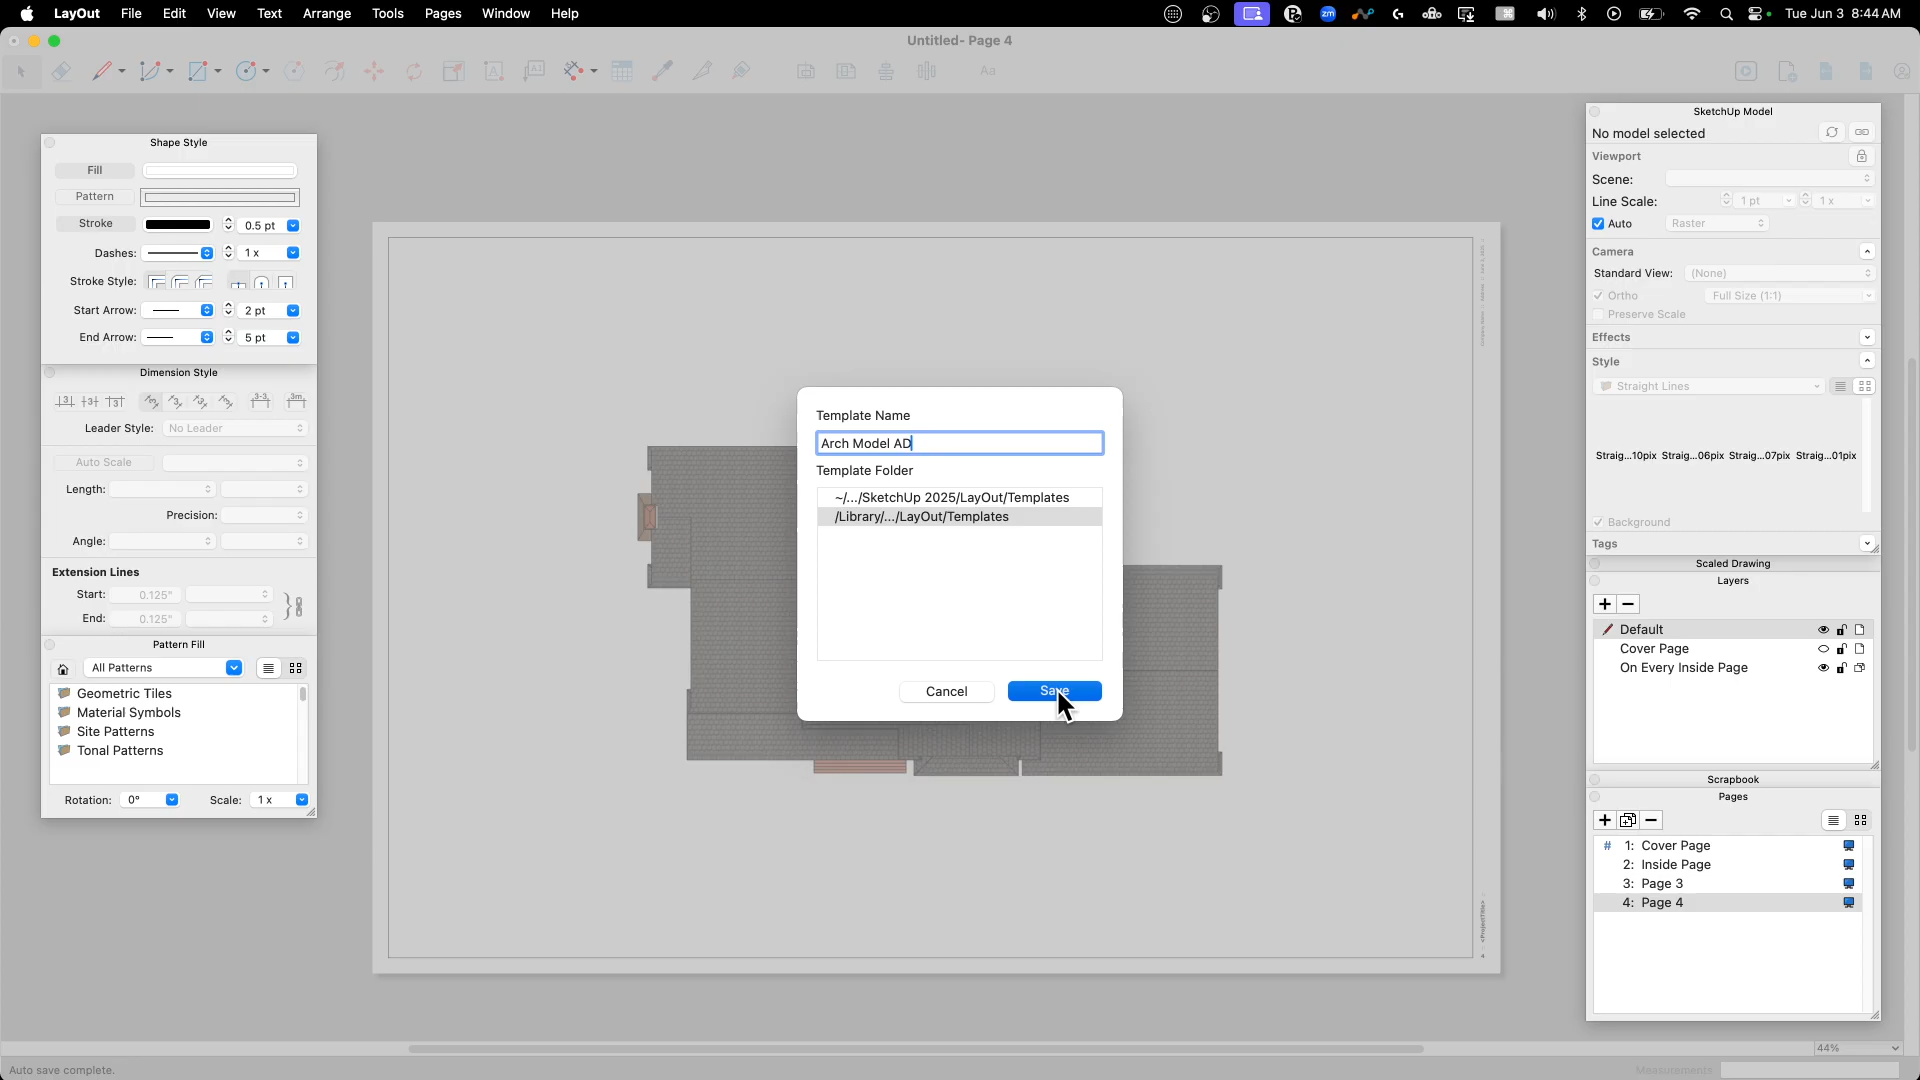 LayOut File Edit View Text Arrange Tools Pages Window Help
zm
Tue Jun 3 8:44 AM
Untitled- Page 4
A1
Aa
Shape Style
Fill
Pattern
Stroke
0.5 pt
Dashes:
1 x
Stroke Style:
Start Arrow:
2 pt
End Arrow:
5 pt
Dimension Style
Leader Style:
No Leader
Auto Scale
Length:
Precision:
Angle:
Extension Lines
Start:
0.125"
End:
0.125"
Pattern Fill
All Patterns
Geometric Tiles
Material Symbols
Site Patterns
Tonal Patterns
Rotation:
0°
Scale:
1 x
Template Name
Arch Model AD
Template Folder
~/.../SketchUp 2025/LayOut/Templates
/Library/.../LayOut/Templates
Cancel
Save
SketchUp Model
No model selected
Viewport
Scene:
Line Scale:
1 pt
1 x
Auto
Raster
Camera
Standard View:
(None)
Ortho
Full Size (1:1)
Preserve Scale
Effects
Style
Straight Lines
Straig...10pix Straig...06pix Straig...07pix Straig...01pix
Background
Tags
Scaled Drawing
Layers
Default
Cover Page
On Every Inside Page
Scrapbook
Pages
# 1: Cover Page
2: Inside Page
3: Page 3
4: Page 4
44%
Auto save complete.
Measurements